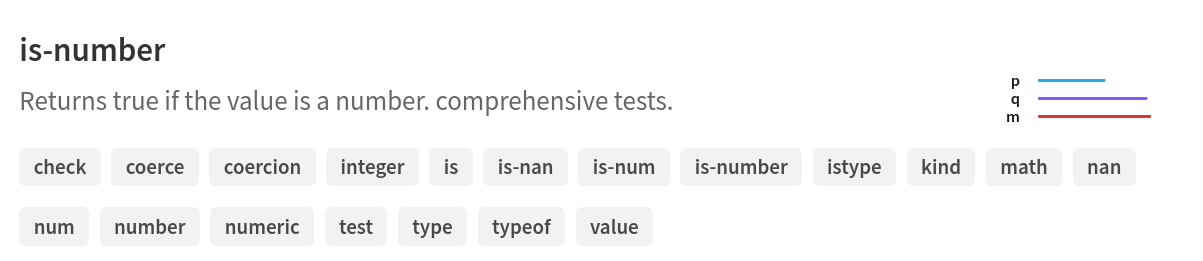 is-number
Returns true if the value is a number. comprehensive tests.
p
q
m
check coerce coercion integer is is-nan is-num is-number istype kind math nan
num number numeric test type typeof value